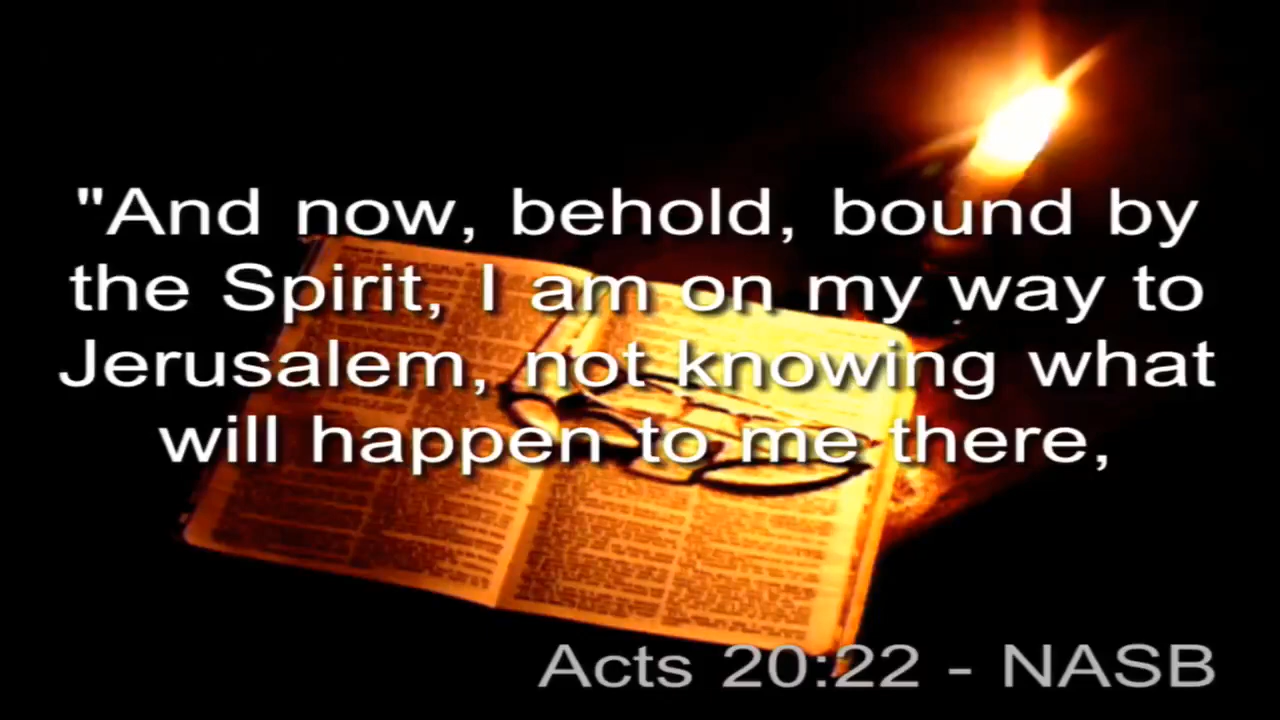 "And now, behold, bound by
the Spirit, I am on my way to
Jerusalem, not knowing what
will happen to me there,
Acts 20:22 - NASB